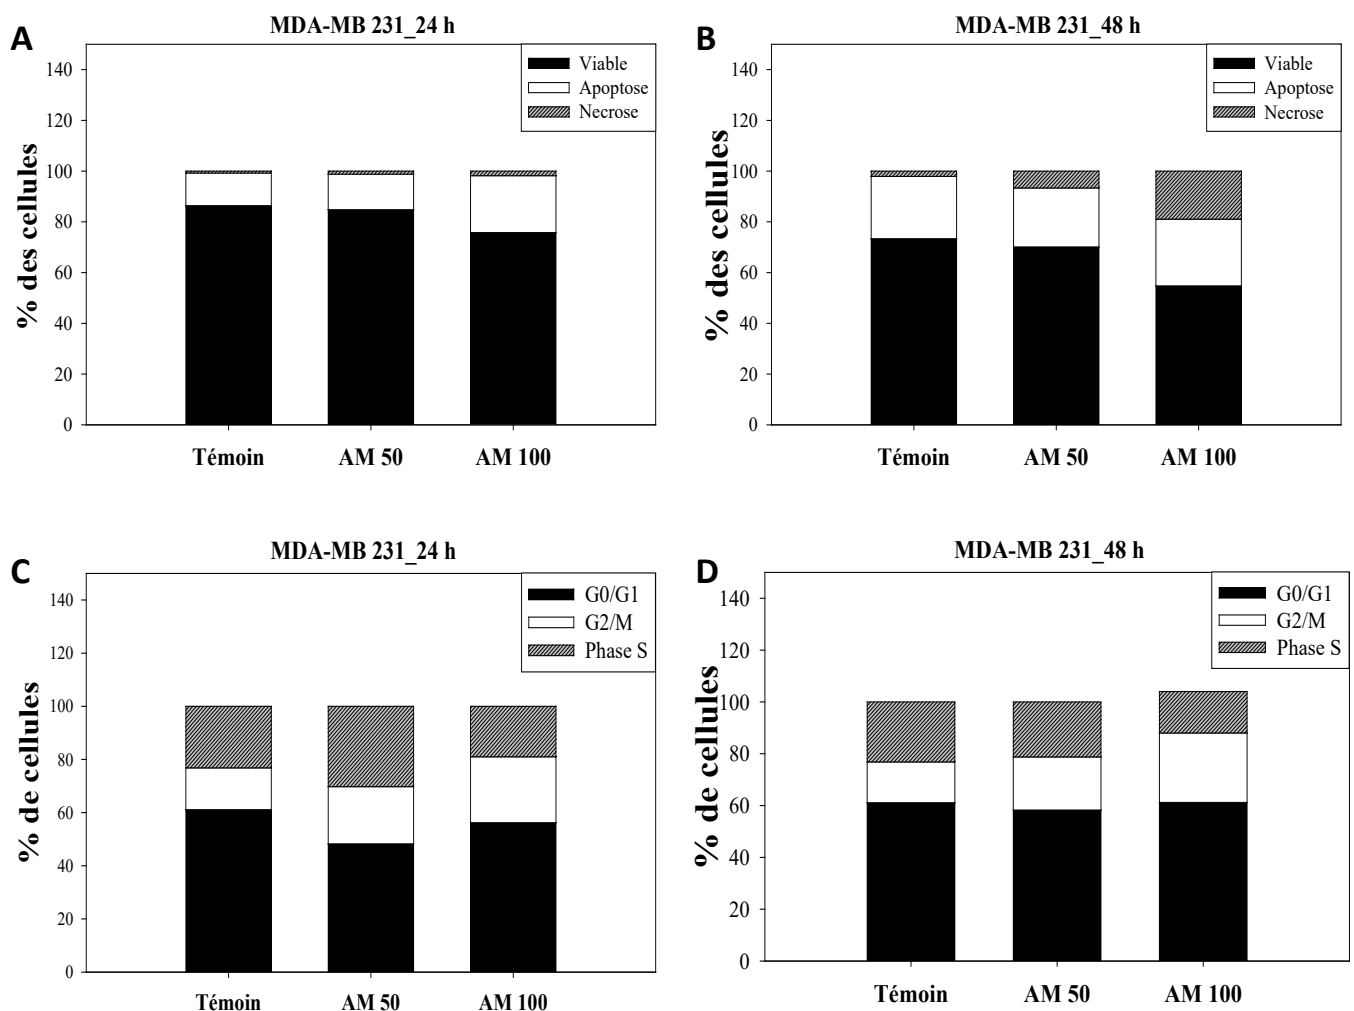 A
MDA-MB 231_24 h
% des cellules
140
120
100
80
60
40
20
0
Viable
Apoptose
Necrose
Témoin AM 50 AM 100
B
MDA-MB 231_48 h
% des cellules
140
120
100
80
60
40
20
0
Viable
Apoptose
Necrose
Témoin AM 50 AM 100
C
MDA-MB 231_24 h
% de cellules
140
120
100
80
60
40
20
0
G0/G1
G2/M
Phase S
Témoin AM 50 AM 100
D
MDA-MB 231_48 h
% de cellules
140
120
100
80
60
40
20
0
G0/G1
G2/M
Phase S
Témoin AM 50 AM 100